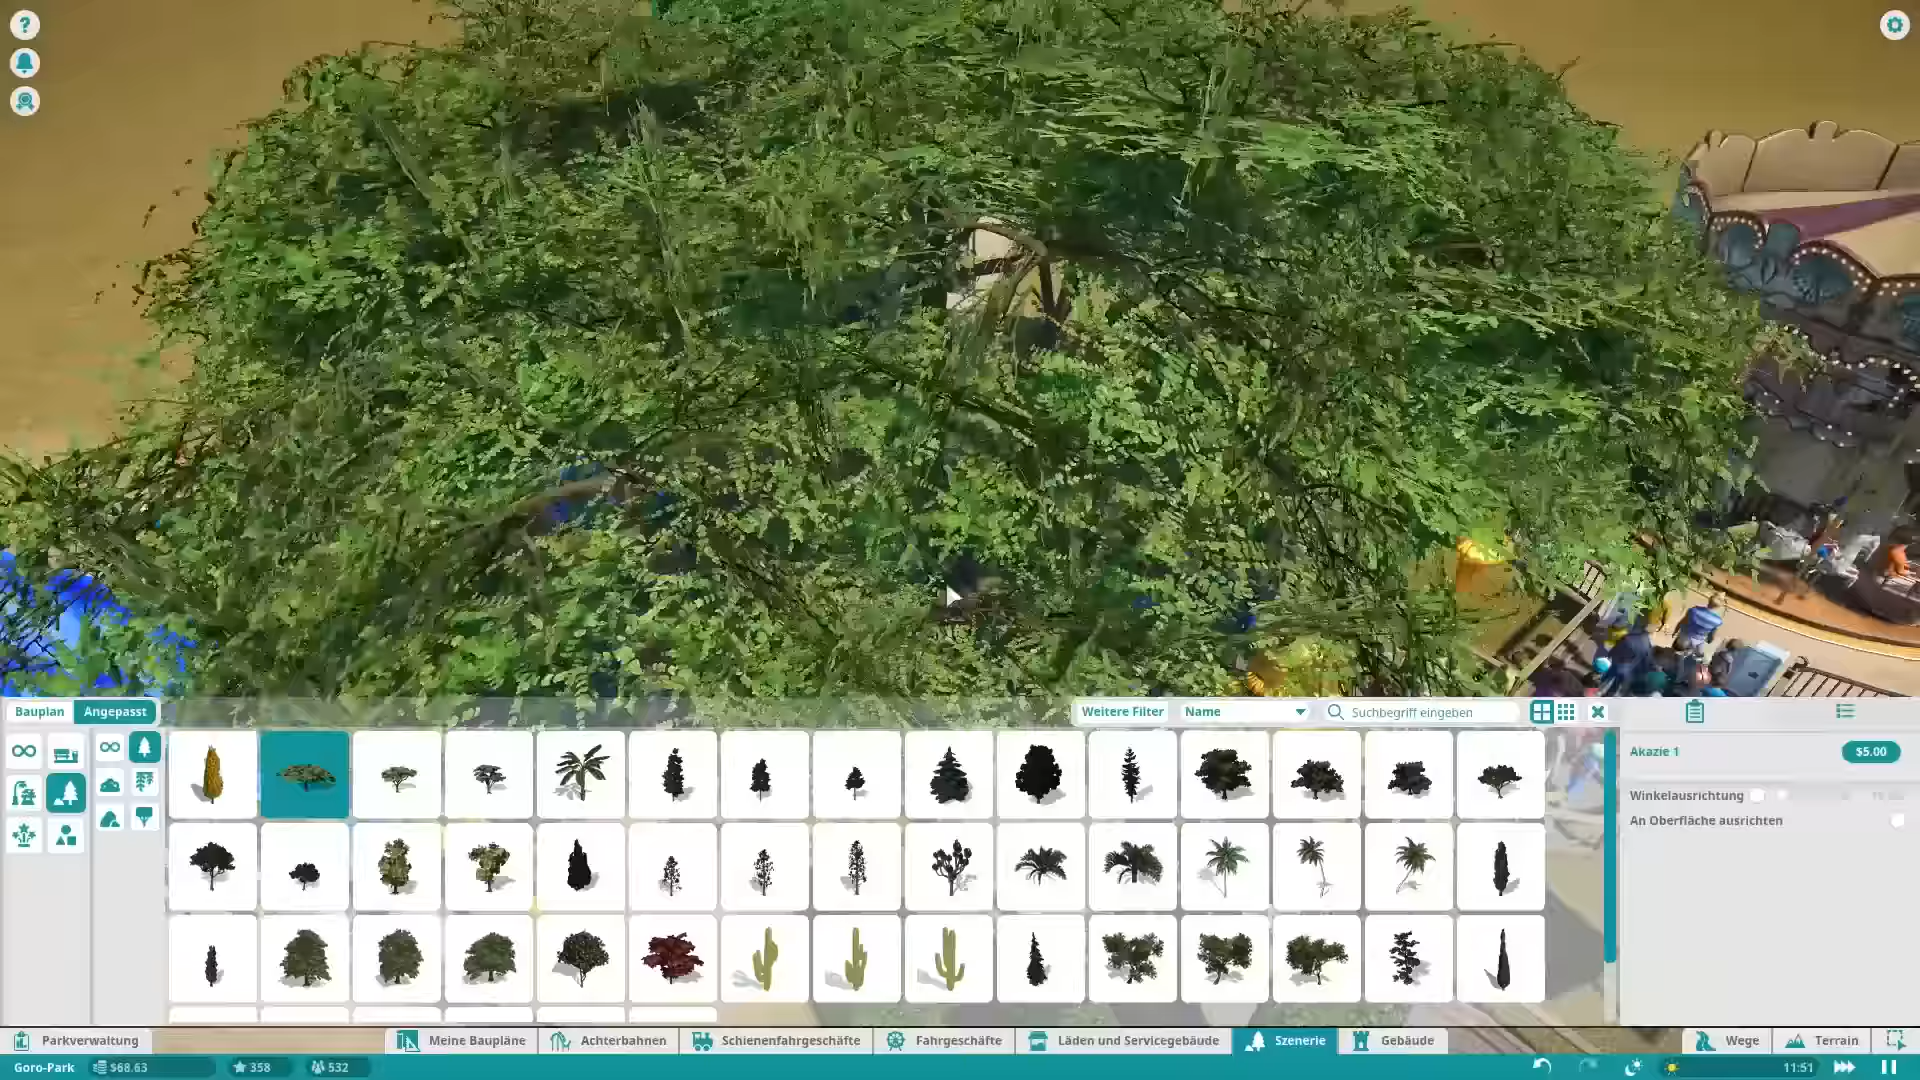 ?
Bauplan
Angepasst
Weitere Filter
Name
Suchbegriff eingeben
Akazie 1
$5.00
Winkelausrichtung
An Oberfläche ausrichten
Parkverwaltung
Meine Baupläne
Achterbahnen
Schienenfahrgeschäfte
Fahrgeschäfte
Läden und Servicegebäude
Szenerie
Gebäude
Wege
Terrain
Goro-Park
$68.63
358
532
11:51